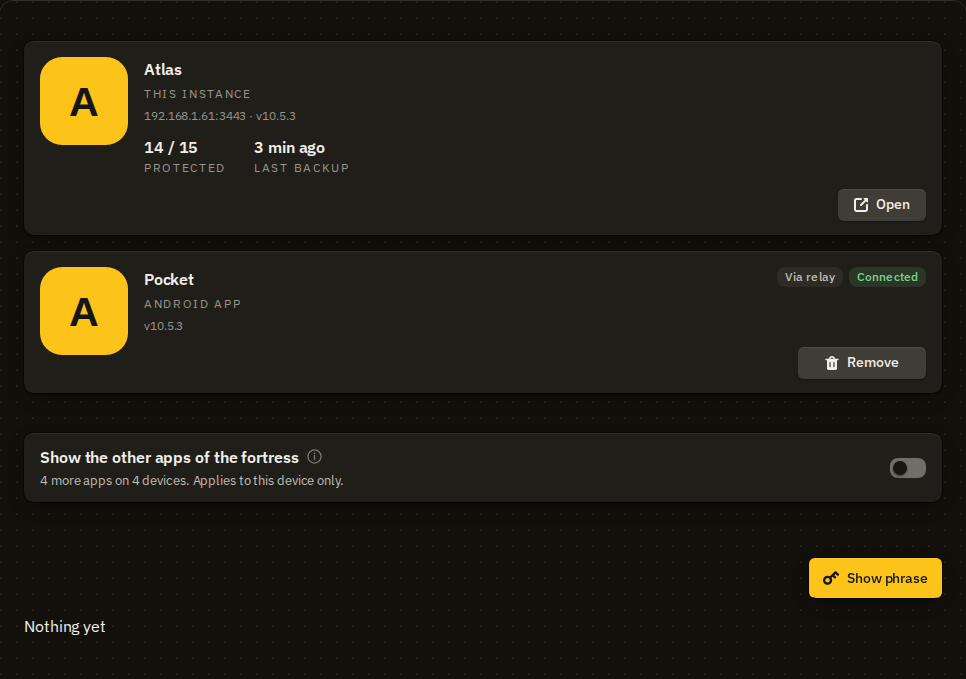 A
Atlas
THIS INSTANCE
192.168.1.61:3443 · v10.5.3
14 / 15
3 min ago
PROTECTED
LAST BACKUP
Open
A
Pocket
Via relay
Connected
ANDROID APP
v10.5.3
Remove
Show the other apps of the fortress
4 more apps on 4 devices. Applies to this device only.
Show phrase
Nothing yet